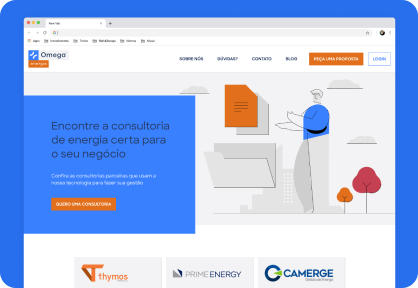 New Tab
Apps
Omega
energia
SOBRE NÓS DÚVIDAS? CONTATO BLOG PEÇA UMA PROPOSTA LOGIN
Encontre a consultoria
de energia certa para
o seu negócio
Confira as consultorias parceiras que usam a
nossa tecnologia para fazer sua gestão
QUERO UMA CONSULTORIA
thymos
PRIME ENERGY
CAMERGE